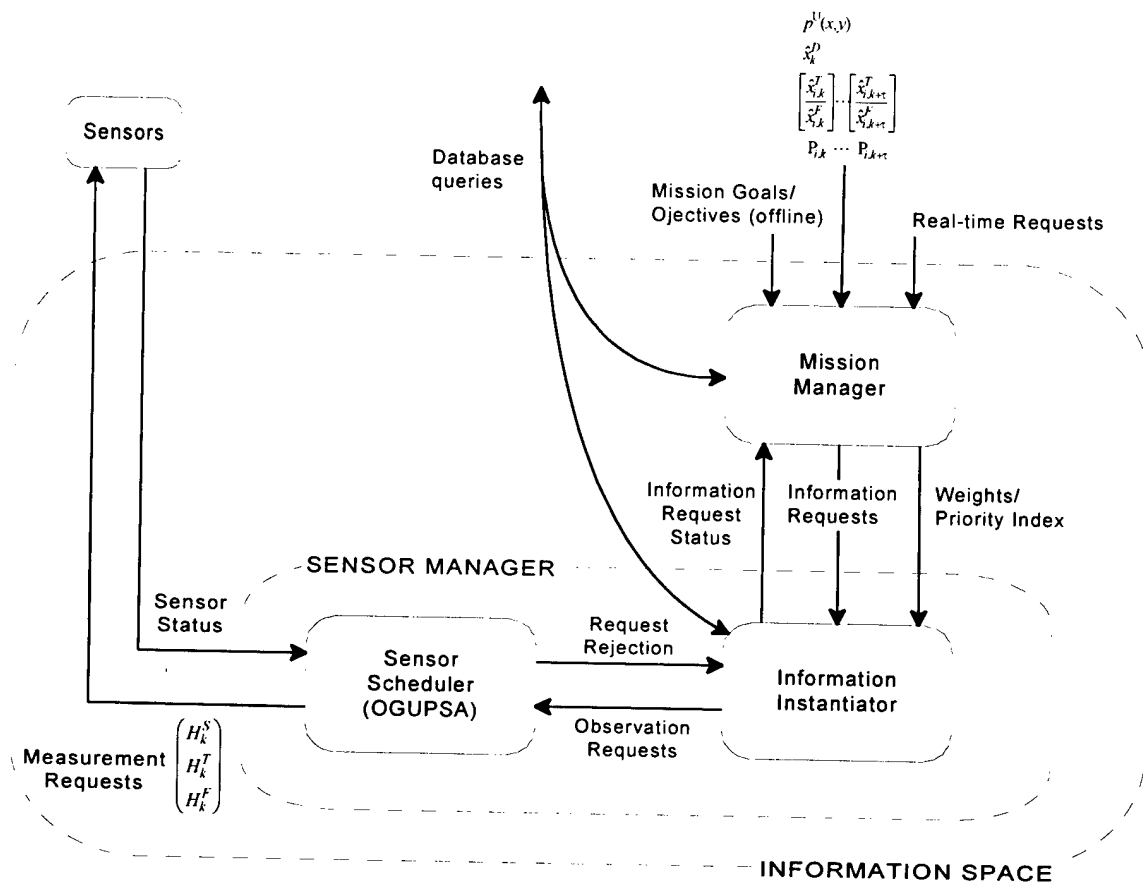 p^U(x,y)
x̂_k^D
[x̂_{i,k}^T / x̂_{i,k}^F] ... [x̂_{i,k+τ}^T / x̂_{i,k+τ}^F]
P_{i,k} ... P_{i,k+τ}
Sensors
Database
queries
Mission Goals/
Ojectives (offline)
Real-time Requests
Mission
Manager
Information
Request
Status
Information
Requests
Weights/
Priority Index
SENSOR MANAGER
Sensor
Status
Sensor
Scheduler
(OGUPSA)
Request
Rejection
Observation
Requests
Information
Instantiator
Measurement
Requests
(H_k^S
H_k^T
H_k^F)
INFORMATION SPACE